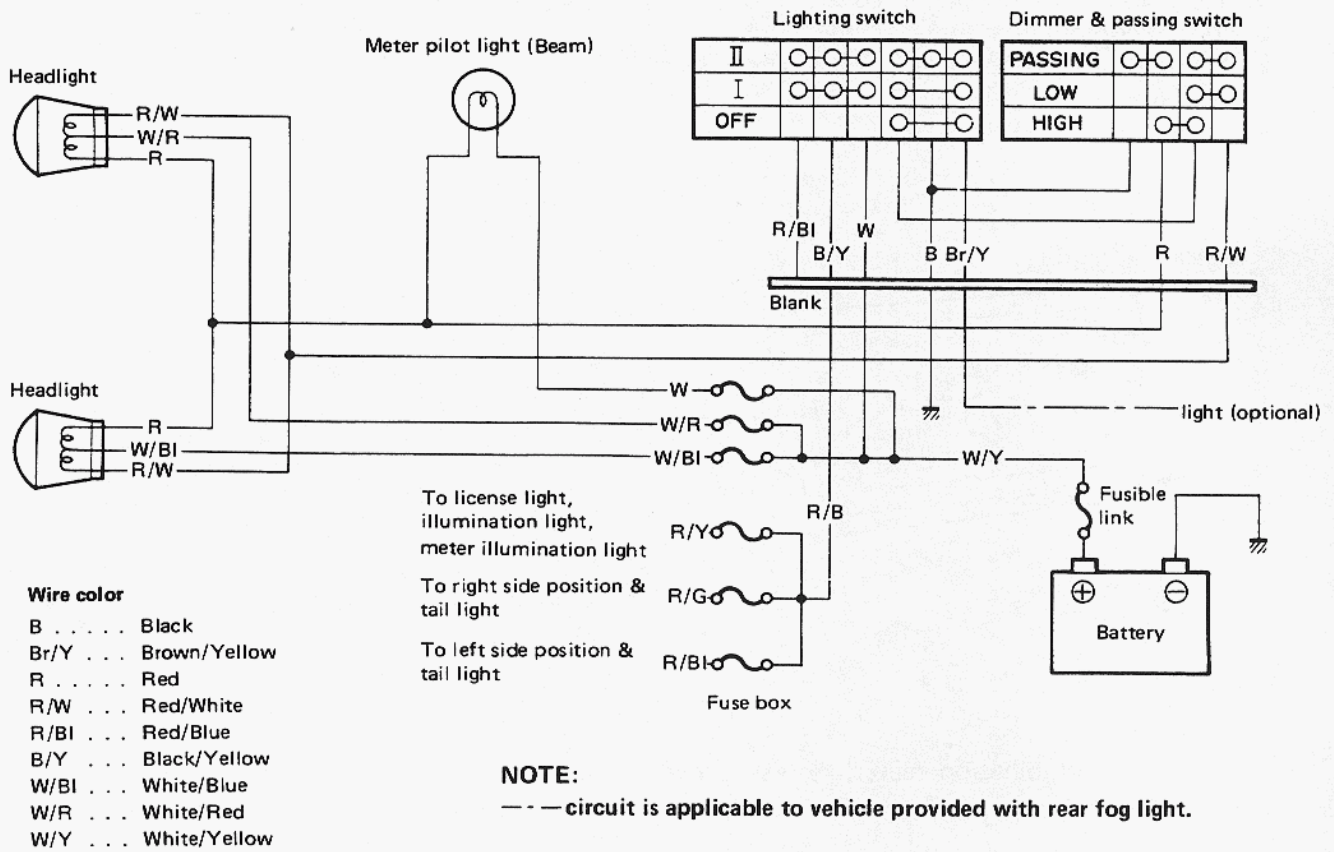 Lighting switch
Dimmer & passing switch
Meter pilot light (Beam)
II
I
OFF
PASSING
LOW
HIGH
Headlight
R/W
W/R
R
R/Bl
B/Y
W
B
Br/Y
R
R/W
Blank
Headlight
R
W/Bl
R/W
W
W/R
W/Bl
W/Y
light (optional)
Fusible
link
R/B
To license light,
illumination light,
meter illumination light
R/Y
To right side position &
tail light
R/G
To left side position &
tail light
R/Bl
Fuse box
+
−
Battery
Wire color
B . . . . . Black
Br/Y . . . Brown/Yellow
R . . . . . Red
R/W . . . Red/White
R/Bl . . . Red/Blue
B/Y . . . Black/Yellow
W/Bl . . . White/Blue
W/R . . . White/Red
W/Y . . . White/Yellow
NOTE:
—-—circuit is applicable to vehicle provided with rear fog light.